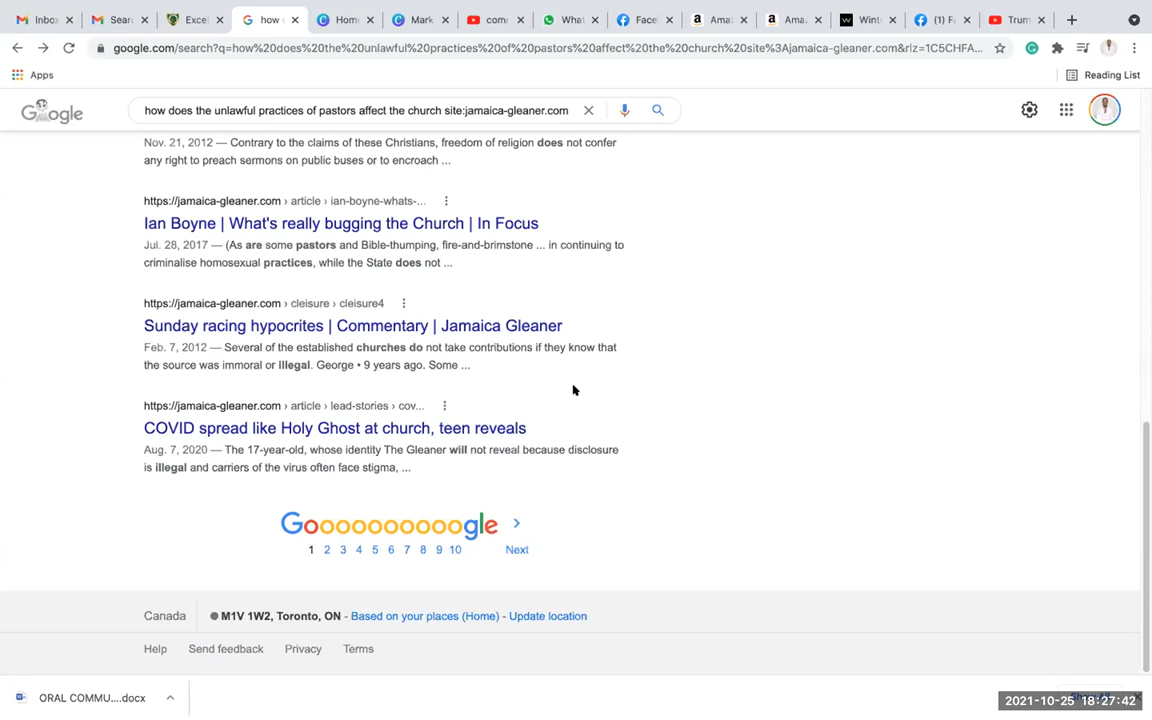 Inbo
Searc
Excel
how
Home
Mark
com
What
Face
Ama
Ama
Wint
(1) F
Trum
google.com/search?q=how%20does%20the%20unlawful%20practices%20of%20pastors%20affect%20the%20church%20site%3Ajamaica-gleaner.com&rlz=1C5CHFA...
Apps
Reading List
Google
how does the unlawful practices of pastors affect the church site:jamaica-gleaner.com
Nov. 21, 2012 — Contrary to the claims of these Christians, freedom of religion does not confer
any right to preach sermons on public buses or to encroach ...
https://jamaica-gleaner.com › article › ian-boyne-whats-...
Ian Boyne | What's really bugging the Church | In Focus
Jul. 28, 2017 — (As are some pastors and Bible-thumping, fire-and-brimstone ... in continuing to
criminalise homosexual practices, while the State does not ...
https://jamaica-gleaner.com › cleisure › cleisure4
Sunday racing hypocrites | Commentary | Jamaica Gleaner
Feb. 7, 2012 — Several of the established churches do not take contributions if they know that
the source was immoral or illegal. George • 9 years ago. Some ...
https://jamaica-gleaner.com › article › lead-stories › cov...
COVID spread like Holy Ghost at church, teen reveals
Aug. 7, 2020 — The 17-year-old, whose identity The Gleaner will not reveal because disclosure
is illegal and carriers of the virus often face stigma, ...
Goooooooooogle
1 2 3 4 5 6 7 8 9 10 Next
Canada
M1V 1W2, Toronto, ON - Based on your places (Home) - Update location
Help Send feedback Privacy Terms
ORAL COMMU....docx
2021-10-25 18:27:42